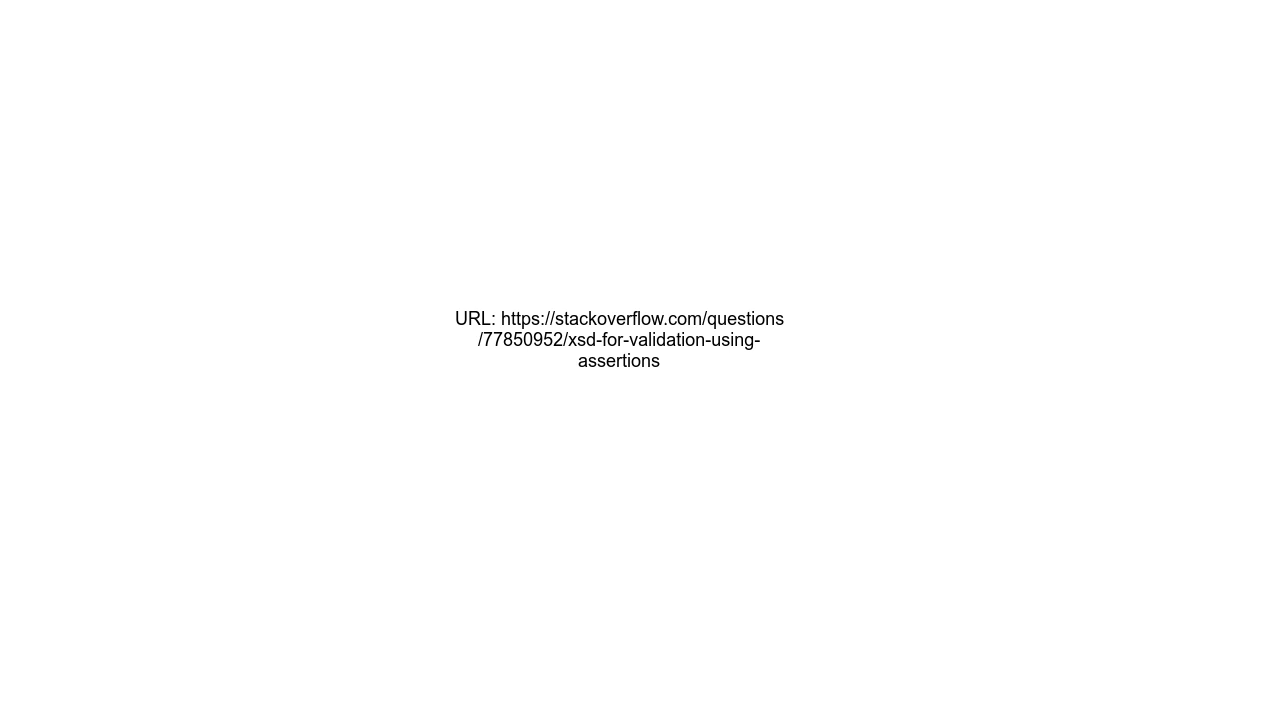 URL: https://stackoverflow.com/questions
/77850952/xsd-for-validation-using-
assertions